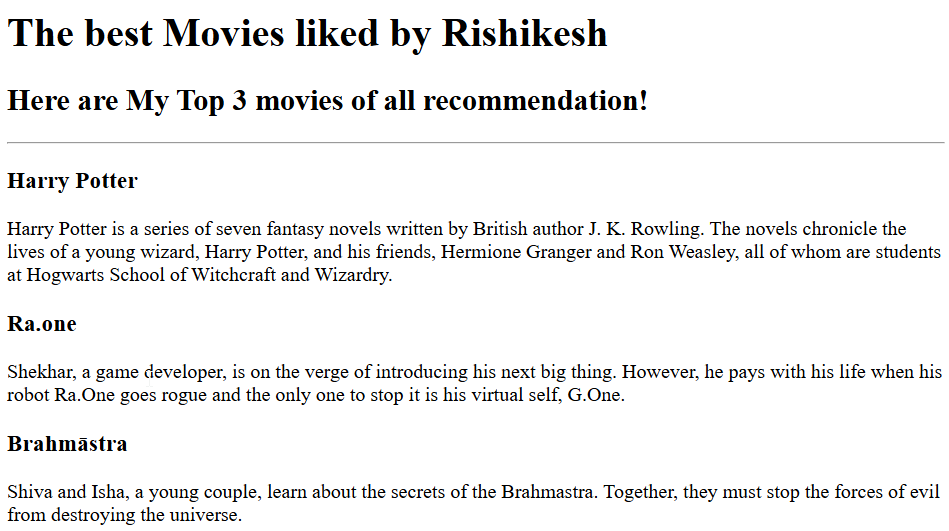 The best Movies liked by Rishikesh
Here are My Top 3 movies of all recommendation!
Harry Potter
Harry Potter is a series of seven fantasy novels written by British author J. K. Rowling. The novels chronicle the
lives of a young wizard, Harry Potter, and his friends, Hermione Granger and Ron Weasley, all of whom are students
at Hogwarts School of Witchcraft and Wizardry.
Ra.one
Shekhar, a game developer, is on the verge of introducing his next big thing. However, he pays with his life when his
robot Ra.One goes rogue and the only one to stop it is his virtual self, G.One.
Brahmāstra
Shiva and Isha, a young couple, learn about the secrets of the Brahmastra. Together, they must stop the forces of evil
from destroying the universe.